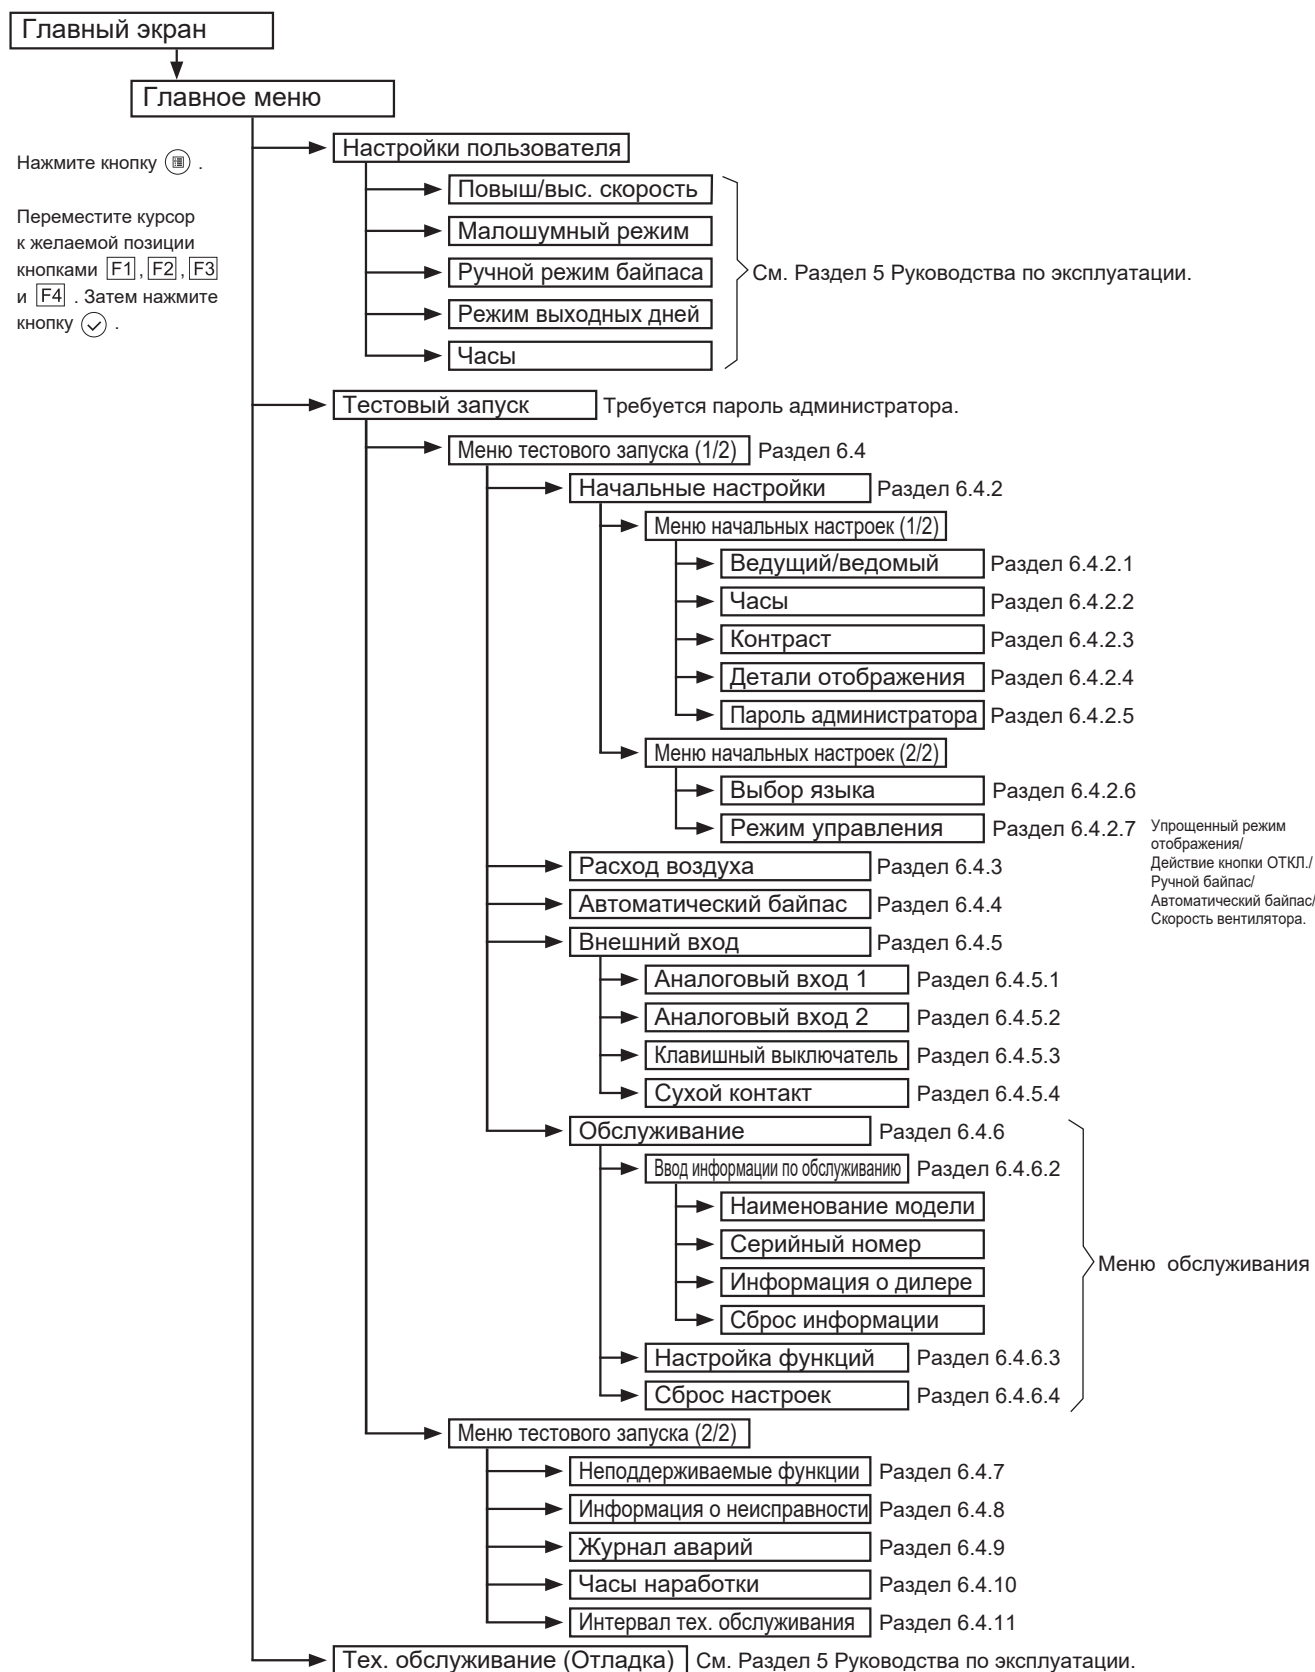 Главный экран
Главное меню
Нажмите кнопку .
Переместите курсор
к желаемой позиции
кнопками F1, F2, F3
и F4 . Затем нажмите
кнопку .
Настройки пользователя
Повыш/выс. скорость
Малошумный режим
Ручной режим байпаса
Режим выходных дней
Часы
См. Раздел 5 Руководства по эксплуатации.
Тестовый запуск Требуется пароль администратора.
Меню тестового запуска (1/2) Раздел 6.4
Начальные настройки Раздел 6.4.2
Меню начальных настроек (1/2)
Ведущий/ведомый Раздел 6.4.2.1
Часы Раздел 6.4.2.2
Контраст Раздел 6.4.2.3
Детали отображения Раздел 6.4.2.4
Пароль администратора Раздел 6.4.2.5
Меню начальных настроек (2/2)
Выбор языка Раздел 6.4.2.6
Режим управления Раздел 6.4.2.7
Упрощенный режим
отображения/
Действие кнопки ОТКЛ./
Ручной байпас/
Автоматический байпас/
Скорость вентилятора.
Расход воздуха Раздел 6.4.3
Автоматический байпас Раздел 6.4.4
Внешний вход Раздел 6.4.5
Аналоговый вход 1 Раздел 6.4.5.1
Аналоговый вход 2 Раздел 6.4.5.2
Клавишный выключатель Раздел 6.4.5.3
Сухой контакт Раздел 6.4.5.4
Обслуживание Раздел 6.4.6
Ввод информации по обслуживанию Раздел 6.4.6.2
Наименование модели
Серийный номер
Информация о дилере
Сброс информации
Настройка функций Раздел 6.4.6.3
Сброс настроек Раздел 6.4.6.4
Меню обслуживания
Меню тестового запуска (2/2)
Неподдерживаемые функции Раздел 6.4.7
Информация о неисправности Раздел 6.4.8
Журнал аварий Раздел 6.4.9
Часы наработки Раздел 6.4.10
Интервал тех. обслуживания Раздел 6.4.11
Тех. обслуживание (Отладка) См. Раздел 5 Руководства по эксплуатации.